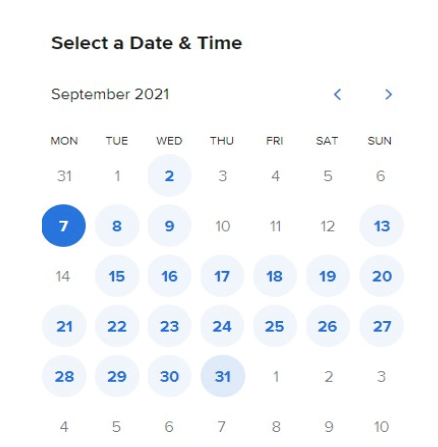 Select a Date & Time
September 2021
MON TUE WED THU FRI SAT SUN
31 1 2 3 4 5 6
7 8 9 10 11 12 13
14 15 16 17 18 19 20
21 22 23 24 25 26 27
28 29 30 31 1 2 3
4 5 6 7 8 9 10